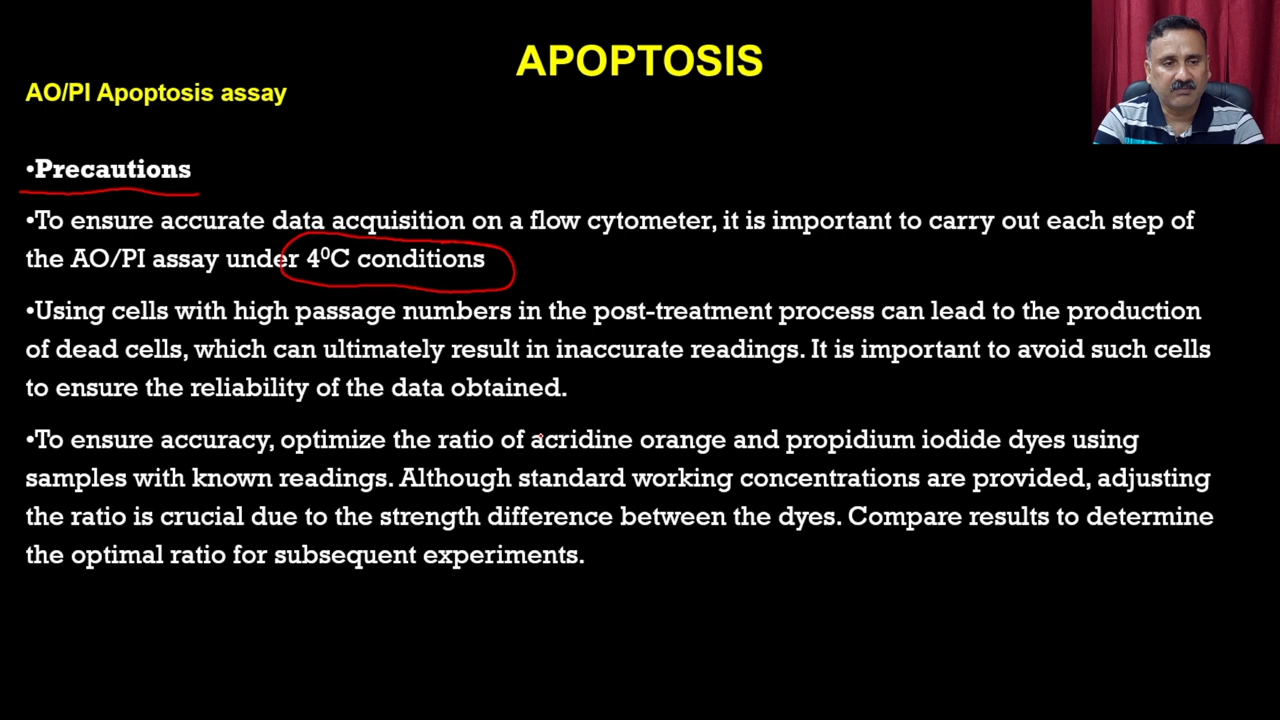 APOPTOSIS
AO/PI Apoptosis assay
•Precautions
•To ensure accurate data acquisition on a flow cytometer, it is important to carry out each step of
the AO/PI assay under 4⁰C conditions
•Using cells with high passage numbers in the post-treatment process can lead to the production
of dead cells, which can ultimately result in inaccurate readings. It is important to avoid such cells
to ensure the reliability of the data obtained.
•To ensure accuracy, optimize the ratio of acridine orange and propidium iodide dyes using
samples with known readings. Although standard working concentrations are provided, adjusting
the ratio is crucial due to the strength difference between the dyes. Compare results to determine
the optimal ratio for subsequent experiments.